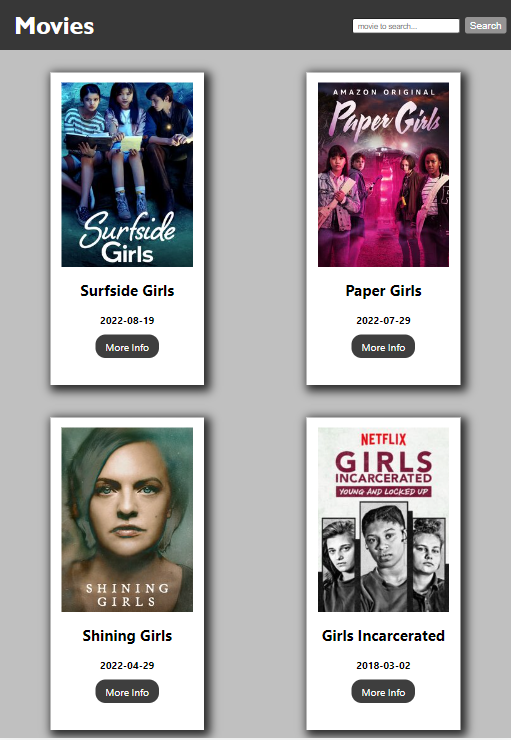 Movies
movie to search...
Search
Surfside
Girls
Surfside Girls
2022-08-19
More Info
AMAZON ORIGINAL
Paper Girls
Paper Girls
2022-07-29
More Info
SHINING
GIRLS
Shining Girls
2022-04-29
More Info
NETFLIX
GIRLS
INCARCERATED
YOUNG AND LOCKED UP
Girls Incarcerated
2018-03-02
More Info